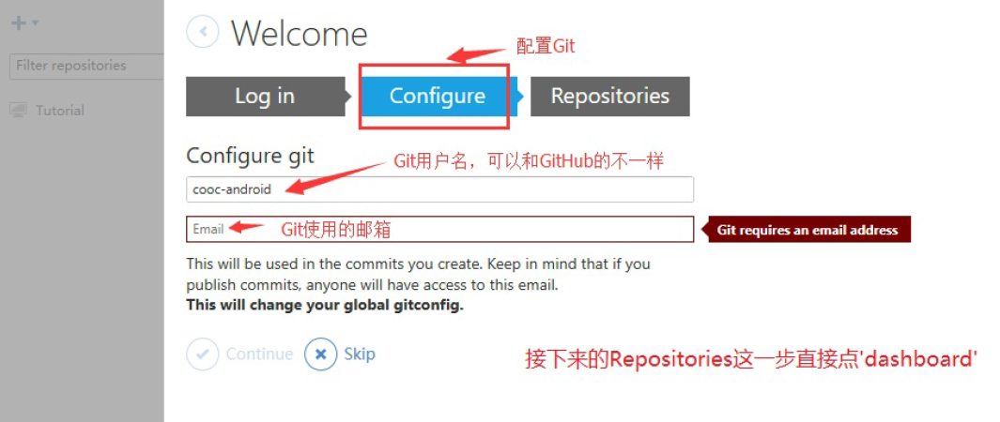 Welcome
配置Git
Filter repositories
Log in
Configure
Repositories
Tutorial
Configure git
Git用户名，可以和GitHub的不一样
cooc-android
Email
Git使用的邮箱
Git requires an email address
This will be used in the commits you create. Keep in mind that if you
publish commits, anyone will have access to this email.
This will change your global gitconfig.
Continue
Skip
接下来的Repositories这一步直接点'dashboard'